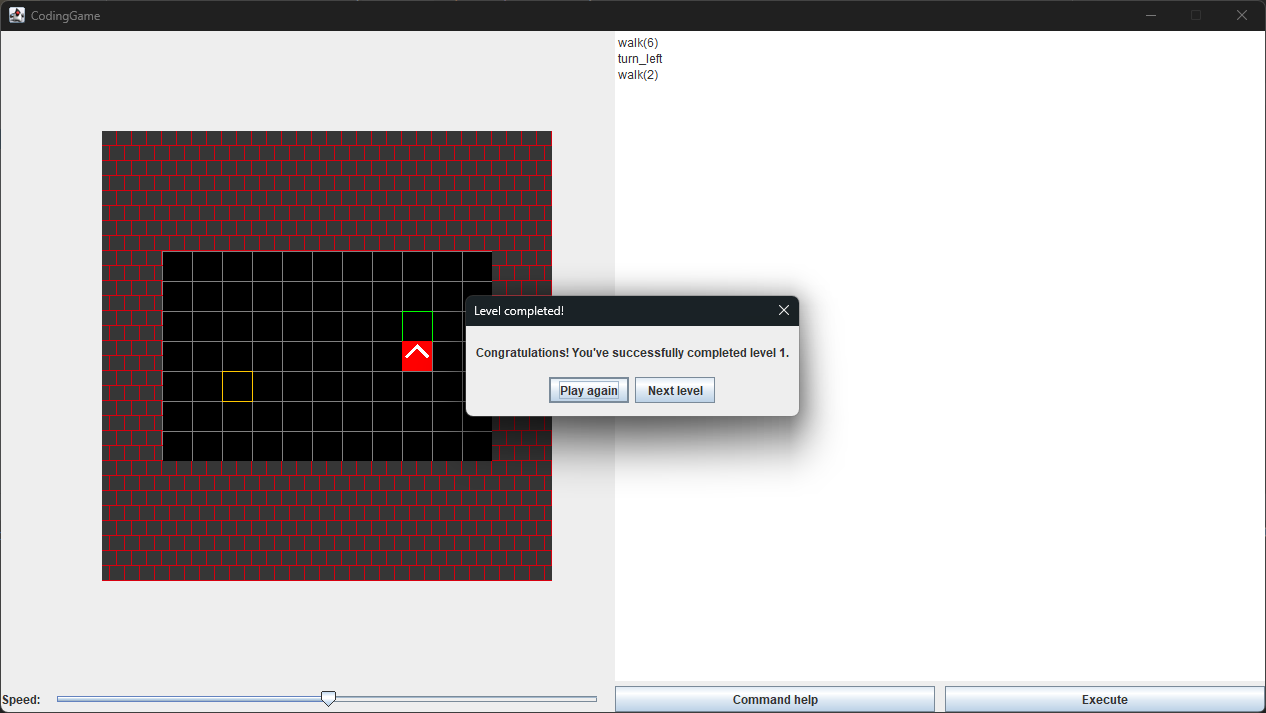 CodingGame
walk(6)
turn_left
walk(2)
Level completed!
Congratulations! You've successfully completed level 1.
Play again
Next level
Speed:
Command help
Execute